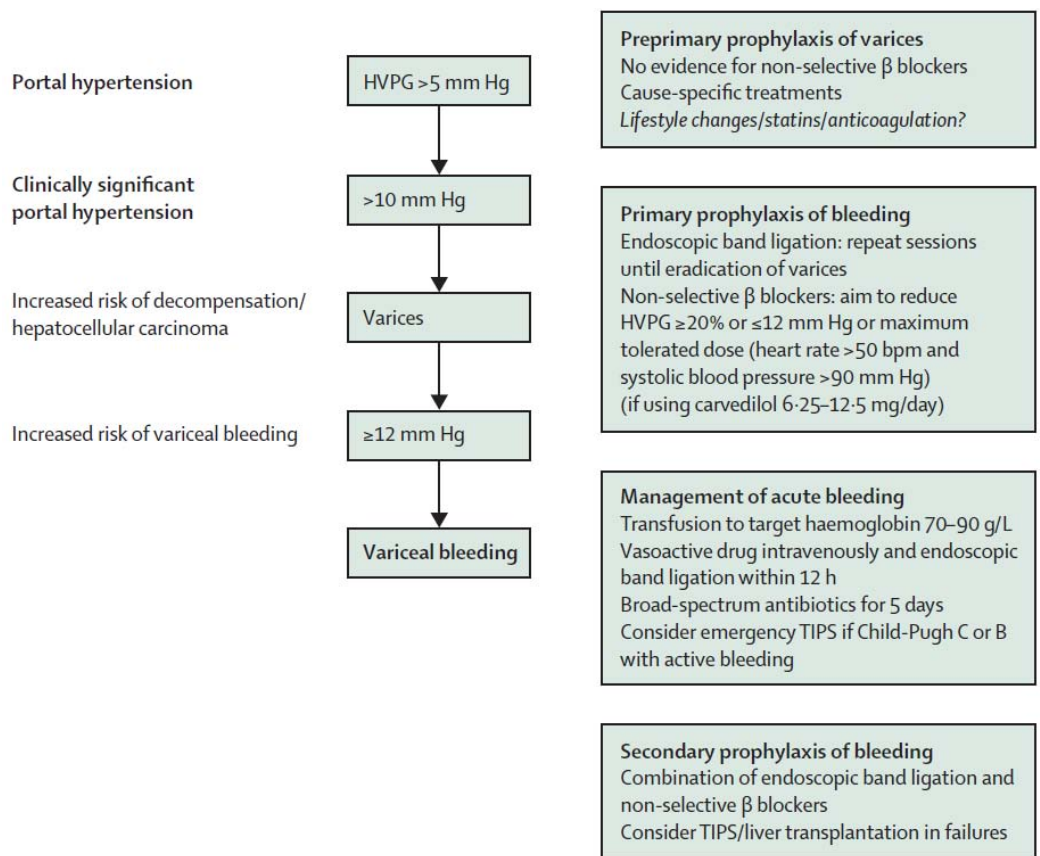 Portal hypertension
HVPG >5 mm Hg
Clinically significant
portal hypertension
>10 mm Hg
Increased risk of decompensation/
hepatocellular carcinoma
Varices
Increased risk of variceal bleeding
≥12 mm Hg
Variceal bleeding
Preprimary prophylaxis of varices
No evidence for non-selective β blockers
Cause-specific treatments
Lifestyle changes/statins/anticoagulation?
Primary prophylaxis of bleeding
Endoscopic band ligation: repeat sessions
until eradication of varices
Non-selective β blockers: aim to reduce
HVPG ≥20% or ≤12 mm Hg or maximum
tolerated dose (heart rate >50 bpm and
systolic blood pressure >90 mm Hg)
(if using carvedilol 6·25–12·5 mg/day)
Management of acute bleeding
Transfusion to target haemoglobin 70–90 g/L
Vasoactive drug intravenously and endoscopic
band ligation within 12 h
Broad-spectrum antibiotics for 5 days
Consider emergency TIPS if Child-Pugh C or B
with active bleeding
Secondary prophylaxis of bleeding
Combination of endoscopic band ligation and
non-selective β blockers
Consider TIPS/liver transplantation in failures